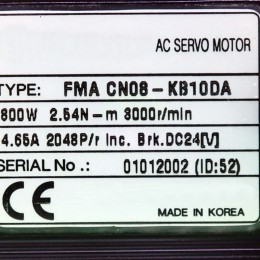 AC SERVO MOTOR
TYPE: FMA CN08-KB10DA
800W 2.54N-m 3000r/min
4.65A 2048P/r Inc. Brk.DC24[V]
SERIAL No.: 01012002 (ID:52)
CE
MADE IN KOREA